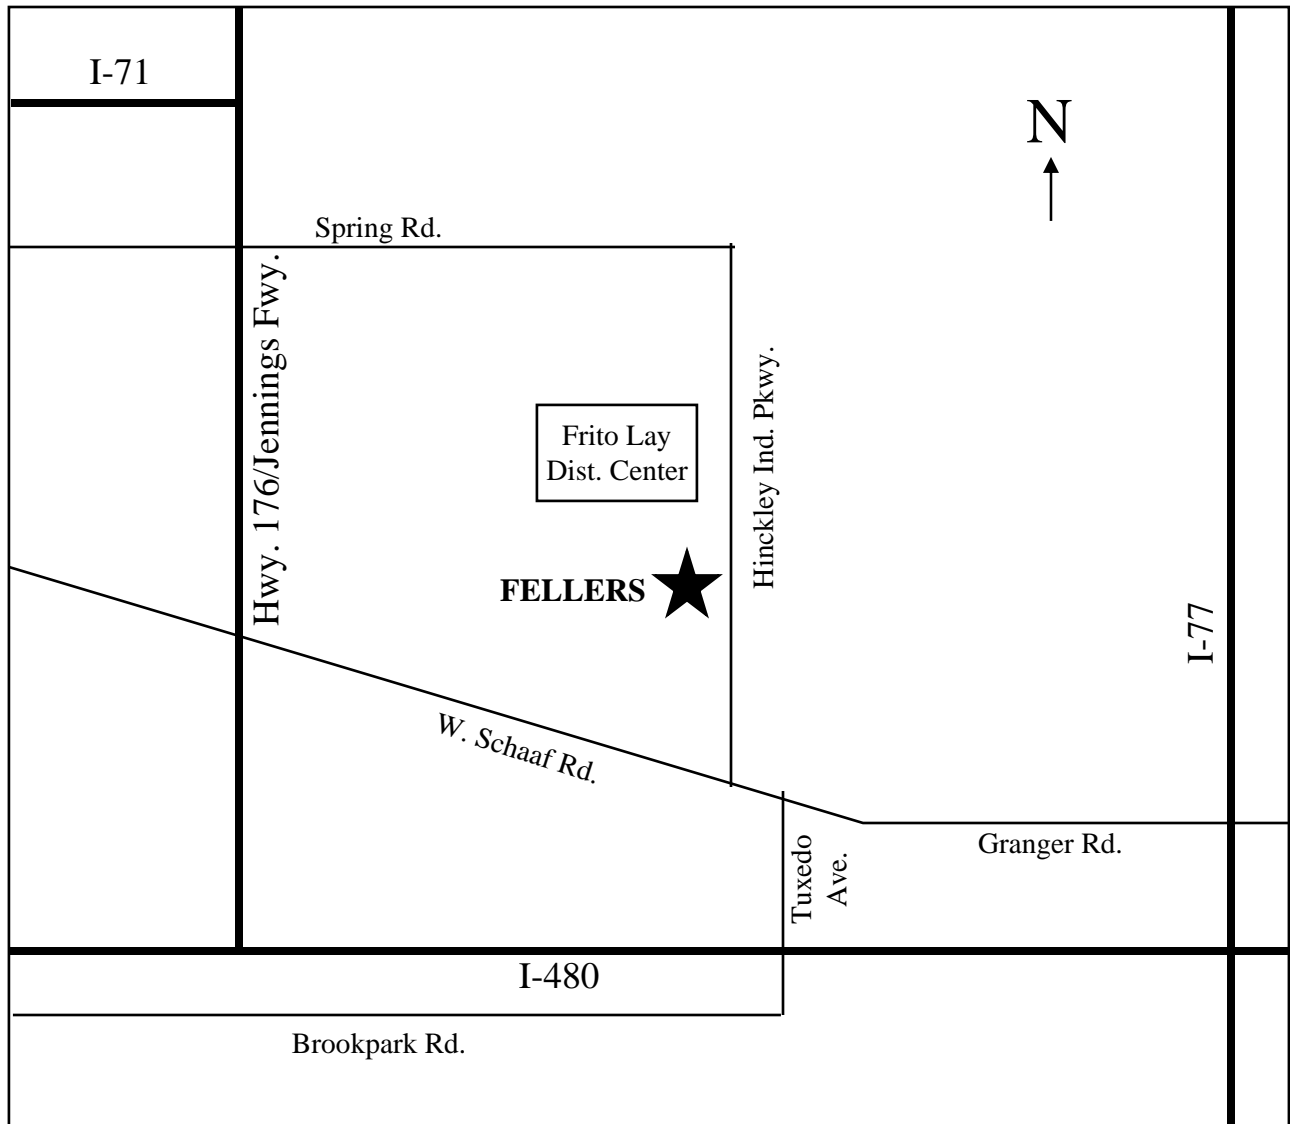 I-71
N
Spring Rd.
Hwy. 176/Jennings Fwy.
Hinckley Ind. Pkwy.
Frito Lay
Dist. Center
FELLERS
I-77
W. Schaaf Rd.
Granger Rd.
Tuxedo
Ave.
I-480
Brookpark Rd.